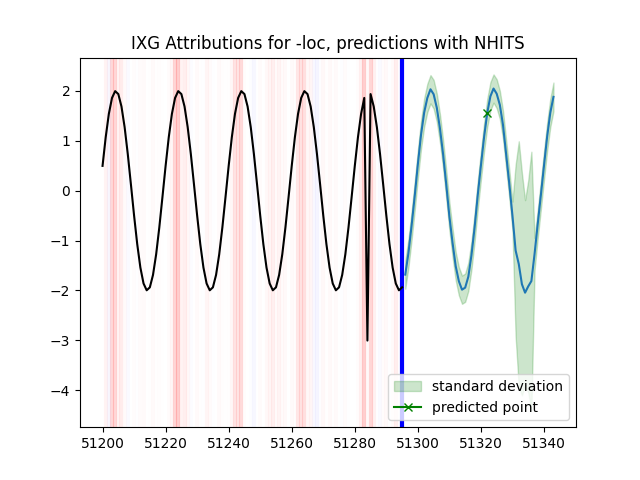 IXG Attributions for -loc, predictions with NHITS
2
1
0
−1
−2
−3
−4
standard deviation
predicted point
51200 51220 51240 51260 51280 51300 51320 51340